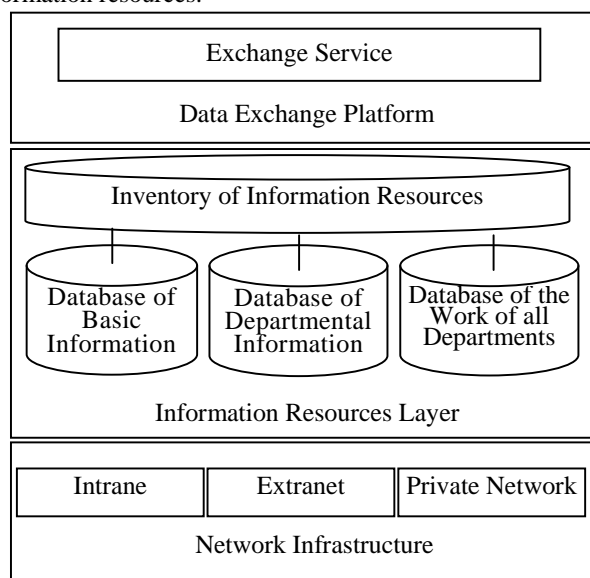 ormation resources.
Exchange Service
Data Exchange Platform
Inventory of Information Resources
Database of
Basic
Information
Database of
Departmental
Information
Database of the
Work of all
Departments
Information Resources Layer
Intrane
Extranet
Private Network
Network Infrastructure